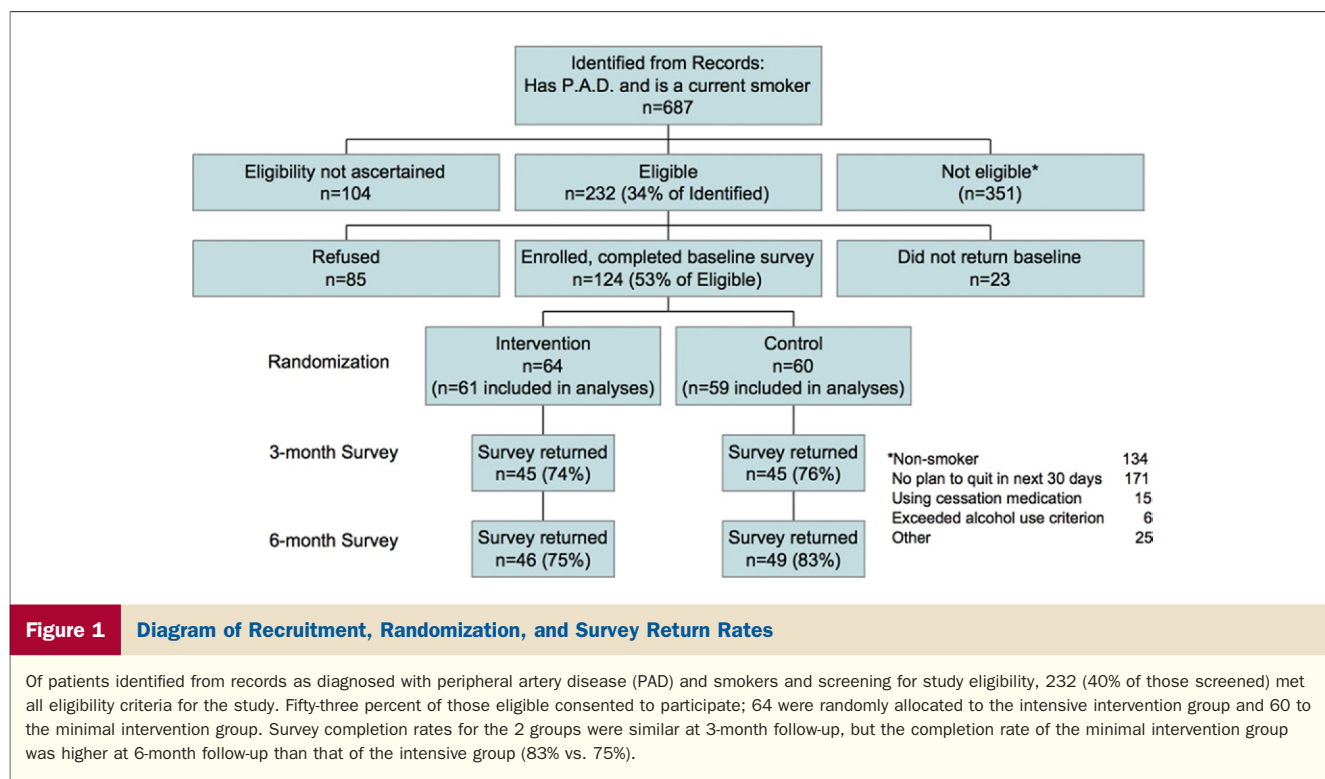 Identified from Records:
Has P.A.D. and is a current smoker
n=687
Eligibility not ascertained
n=104
Eligible
n=232 (34% of Identified)
Not eligible*
(n=351)
Refused
n=85
Enrolled, completed baseline survey
n=124 (53% of Eligible)
Did not return baseline
n=23
Randomization
Intervention
n=64
(n=61 included in analyses)
Control
n=60
(n=59 included in analyses)
3-month Survey
Survey returned
n=45 (74%)
Survey returned
n=45 (76%)
6-month Survey
Survey returned
n=46 (75%)
Survey returned
n=49 (83%)
*Non-smoker 134
No plan to quit in next 30 days 171
Using cessation medication 15
Exceeded alcohol use criterion 6
Other 25
Figure 1 Diagram of Recruitment, Randomization, and Survey Return Rates
Of patients identified from records as diagnosed with peripheral artery disease (PAD) and smokers and screening for study eligibility, 232 (40% of those screened) met
all eligibility criteria for the study. Fifty-three percent of those eligible consented to participate; 64 were randomly allocated to the intensive intervention group and 60 to
the minimal intervention group. Survey completion rates for the 2 groups were similar at 3-month follow-up, but the completion rate of the minimal intervention group
was higher at 6-month follow-up than that of the intensive group (83% vs. 75%).